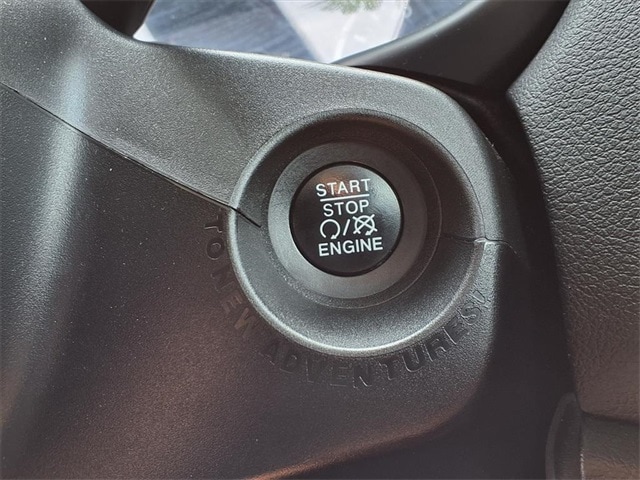 START
STOP
/
ENGINE
TO NEW ADVENTURES!